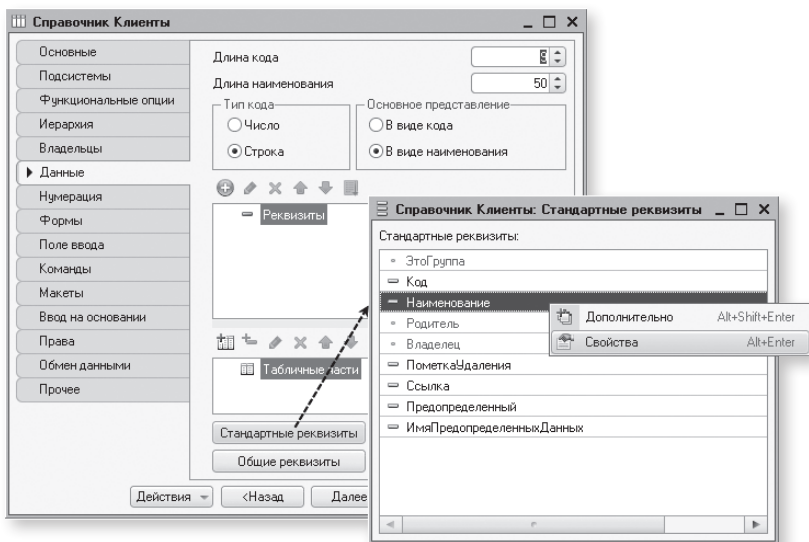 Справочник Клиенты
Основные
Подсистемы
Функциональные опции
Иерархия
Владельцы
Данные
Нумерация
Формы
Поле ввода
Команды
Макеты
Ввод на основании
Права
Обмен данными
Прочее
Длина кода
Длина наименования
50
Тип кода
Число
Строка
Основное представление
В виде кода
В виде наименования
Реквизиты
Табличные части
Стандартные реквизиты
Общие реквизиты
Действия
<Назад
Далее
Справочник Клиенты: Стандартные реквизиты
Стандартные реквизиты:
ЭтоГруппа
Код
Наименование
Родитель
Владелец
ПометкаУдаления
Ссылка
Предопределенный
ИмяПредопределенныхДанных
Дополнительно Alt+Shift+Enter
Свойства Alt+Enter